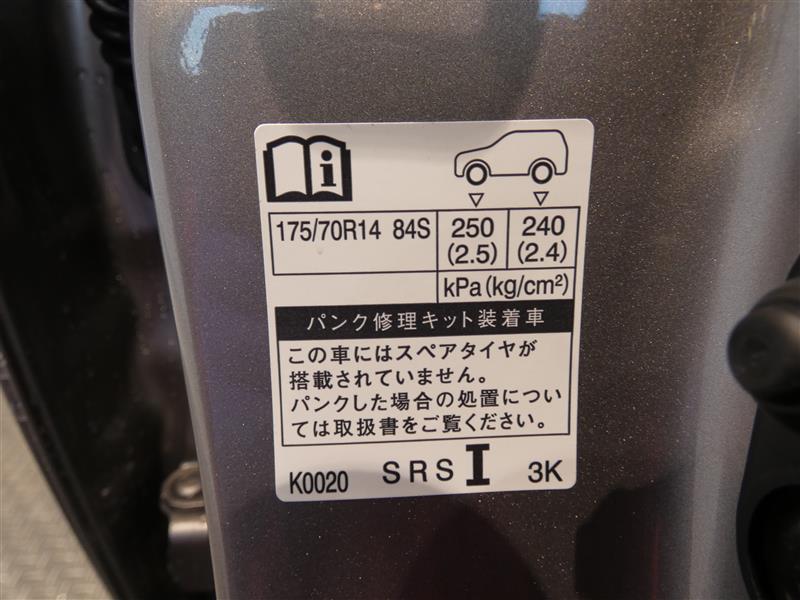 i
175/70R14 84S 250 240
(2.5) (2.4)
kPa(kg/cm²)
パンク修理キット装着車
この車にはスペアタイヤが
搭載されていません。
パンクした場合の処置につい
ては取扱書をご覧ください。
K0020 SRS I 3K